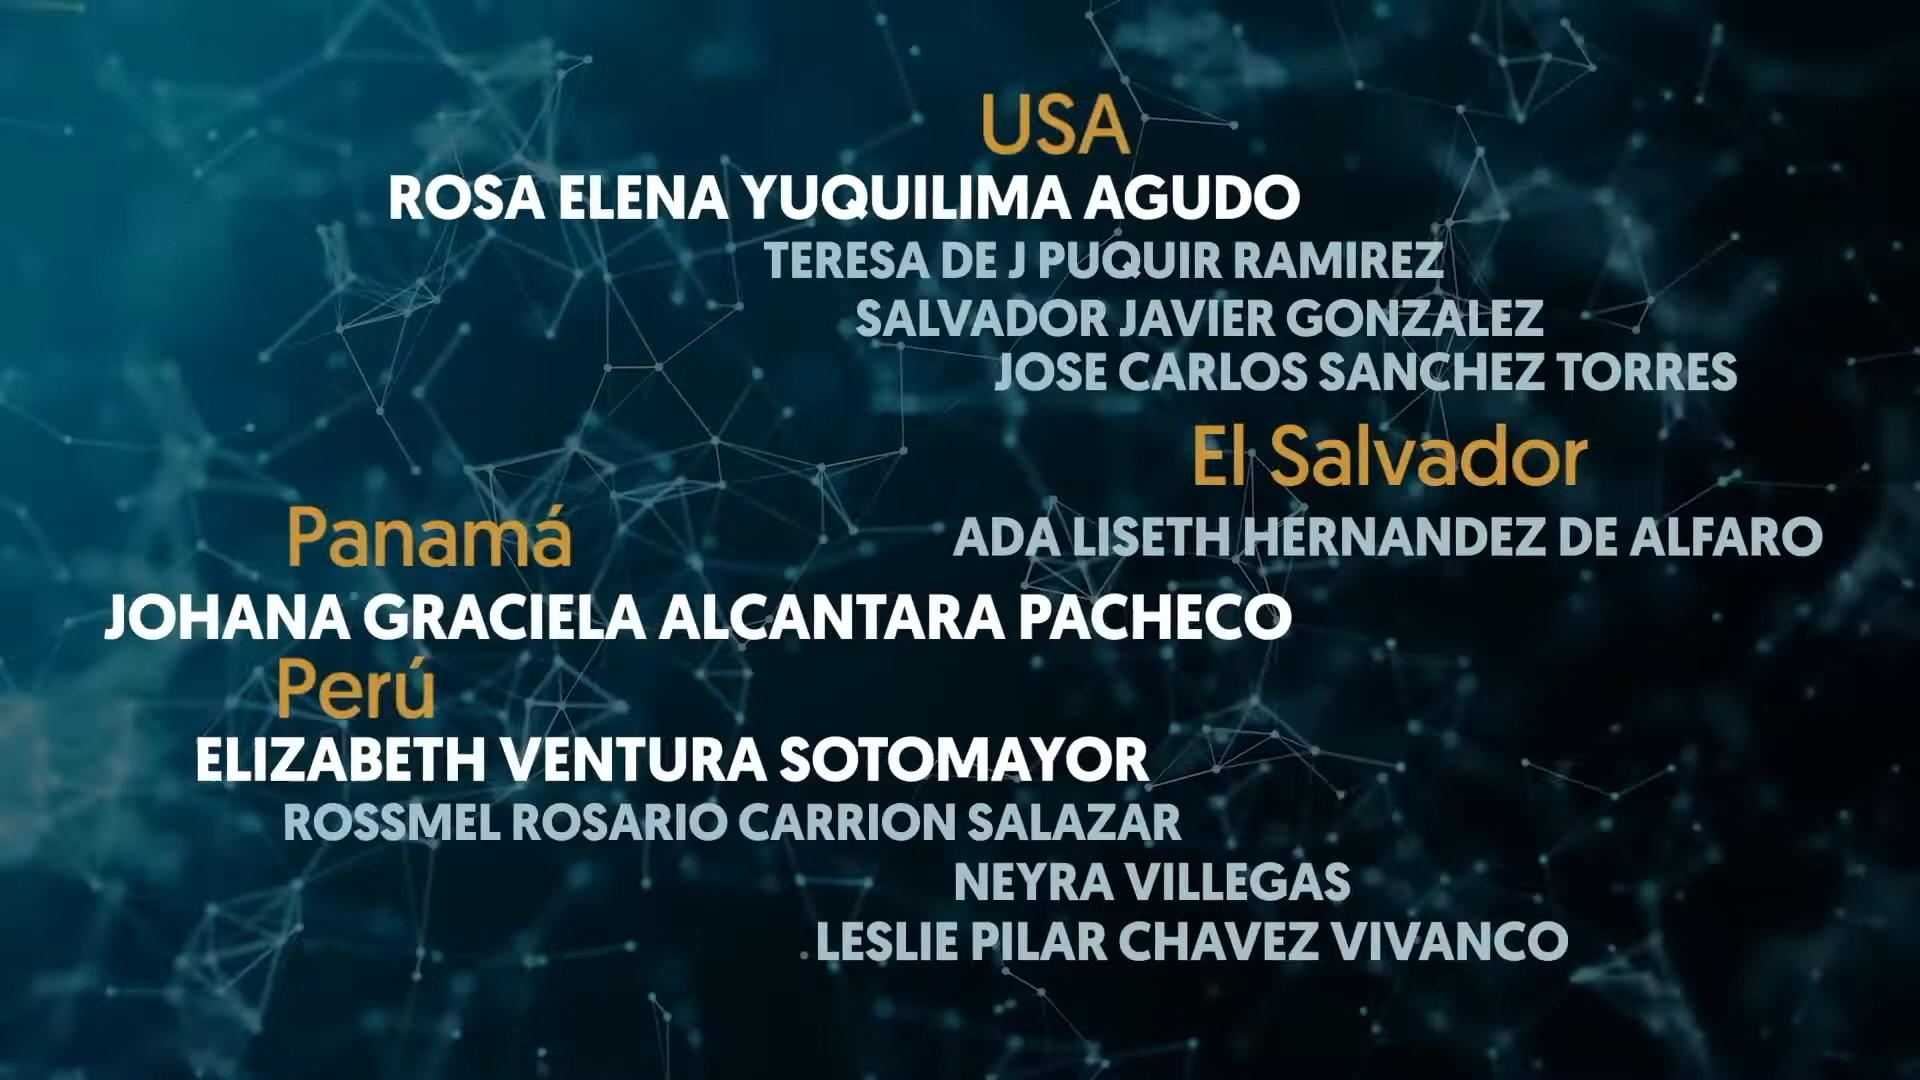 USA
ROSA ELENA YUQUILIMA AGUDO
TERESA DE J PUQUIR RAMIREZ
SALVADOR JAVIER GONZALEZ
JOSE CARLOS SANCHEZ TORRES
El Salvador
ADA LISETH HERNANDEZ DE ALFARO
Panamá
JOHANA GRACIELA ALCANTARA PACHECO
Perú
ELIZABETH VENTURA SOTOMAYOR
ROSSMEL ROSARIO CARRION SALAZAR
NEYRA VILLEGAS
LESLIE PILAR CHAVEZ VIVANCO